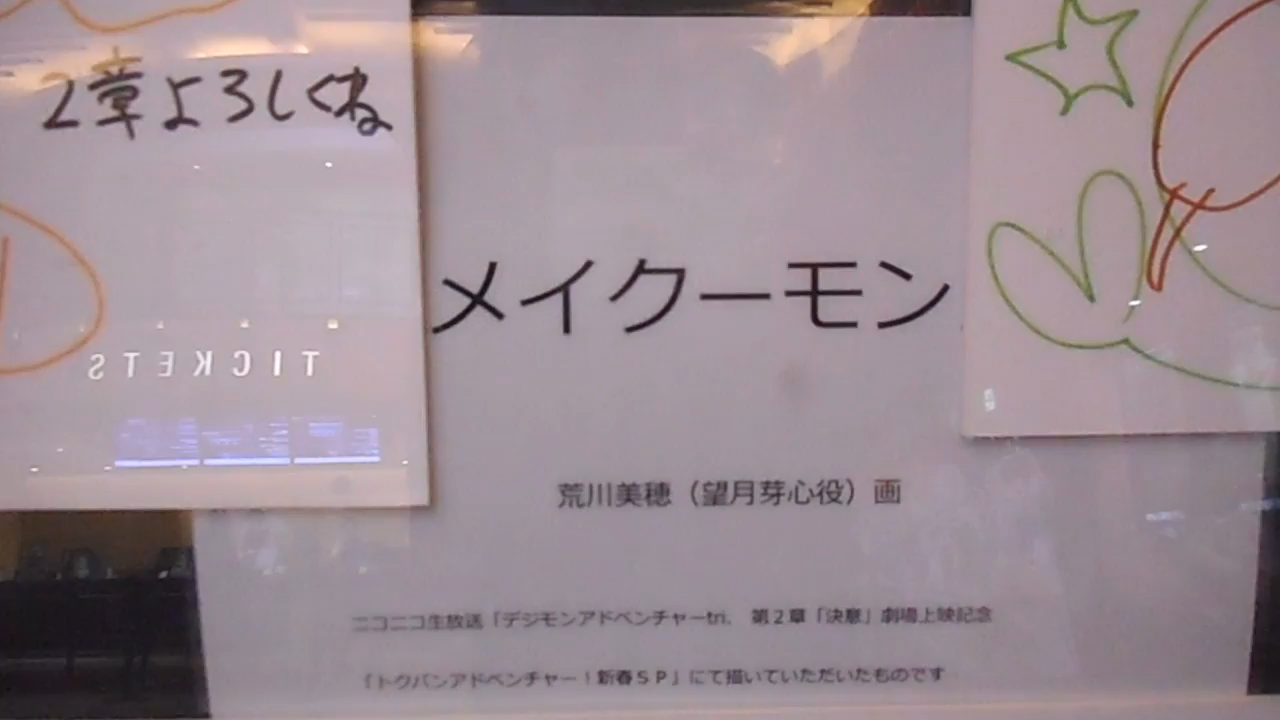 2章よろしくね
メイクーモン
TICKETS
荒川美穂（望月芽心役）画
ニコニコ生放送「デジモンアドベンチャーtri.　第２章「決意」劇場上映記念
「トクバンアドベンチャー！新春ＳＰ」にて描いていただいたものです